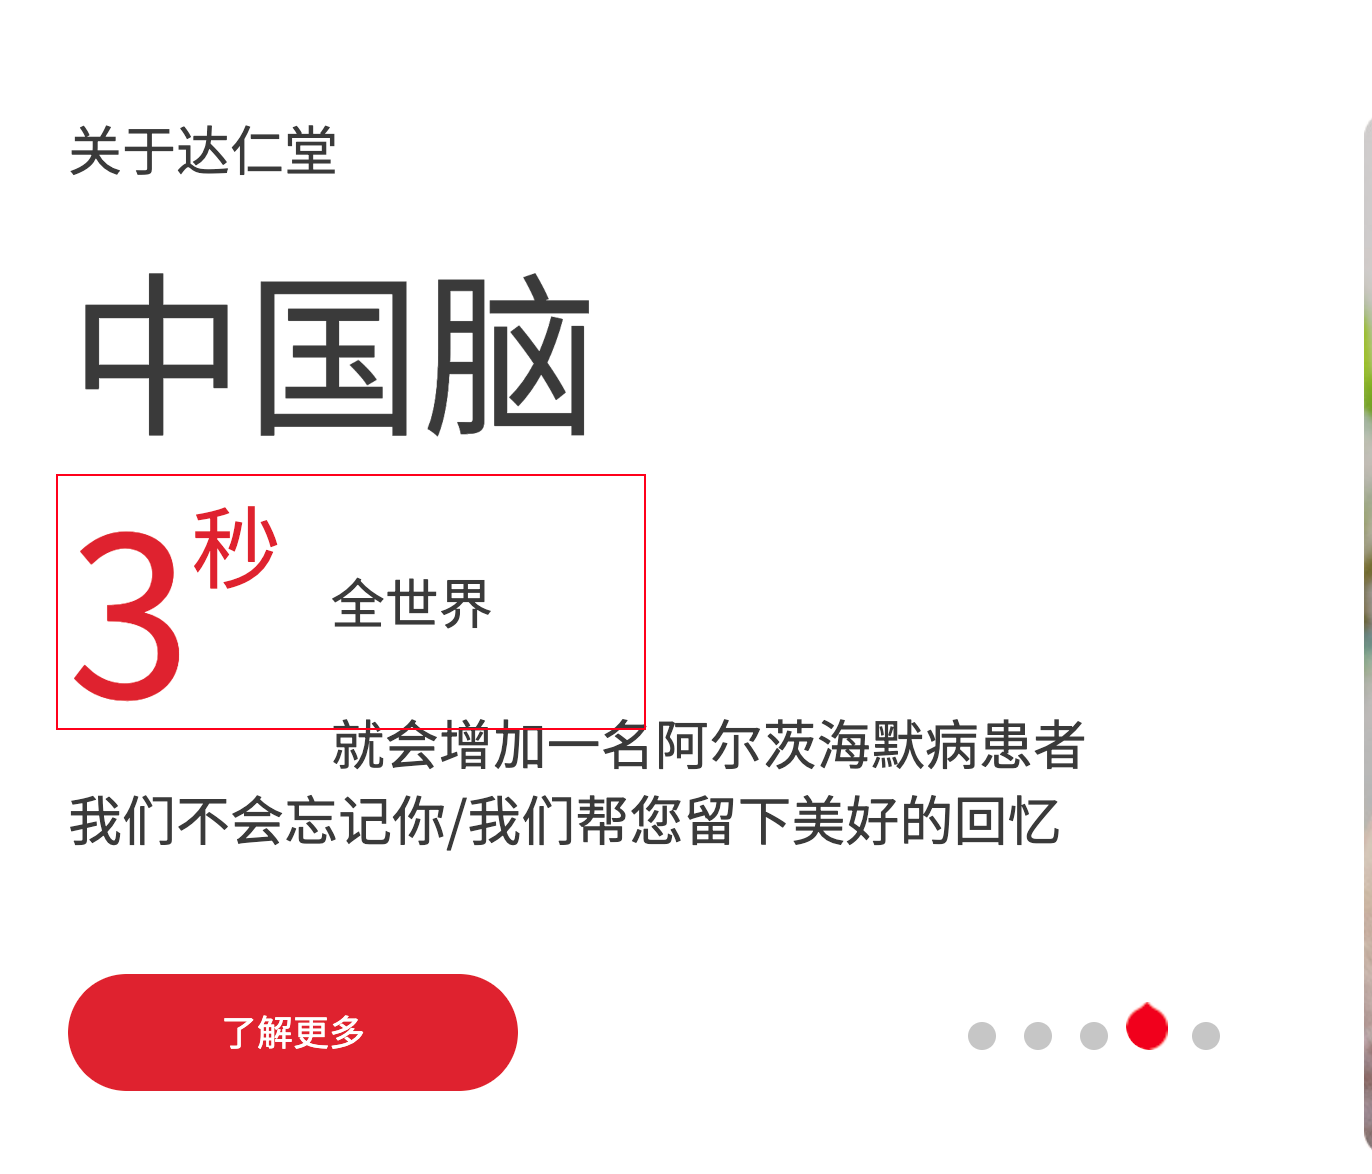 关于达仁堂
中国脑
3秒
全世界
就会增加一名阿尔茨海默病患者
我们不会忘记你/我们帮您留下美好的回忆
了解更多